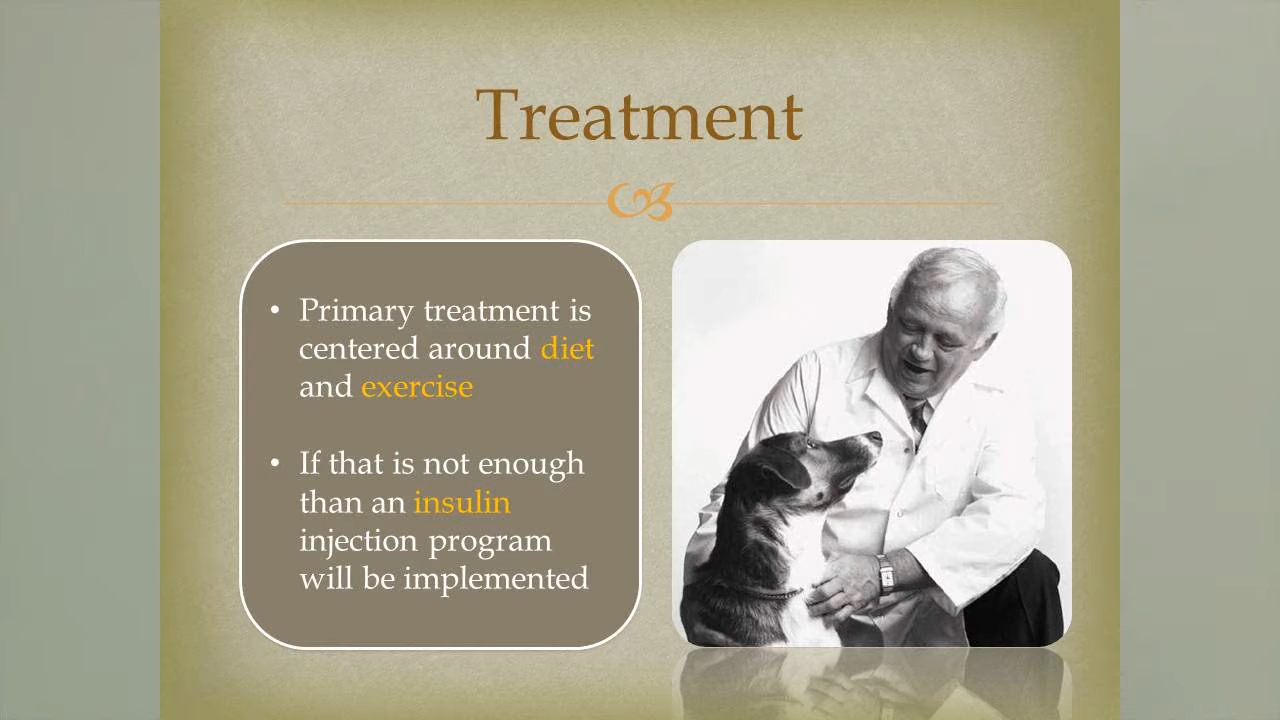 Treatment
• Primary treatment is
centered around diet
and exercise
• If that is not enough
than an insulin
injection program
will be implemented